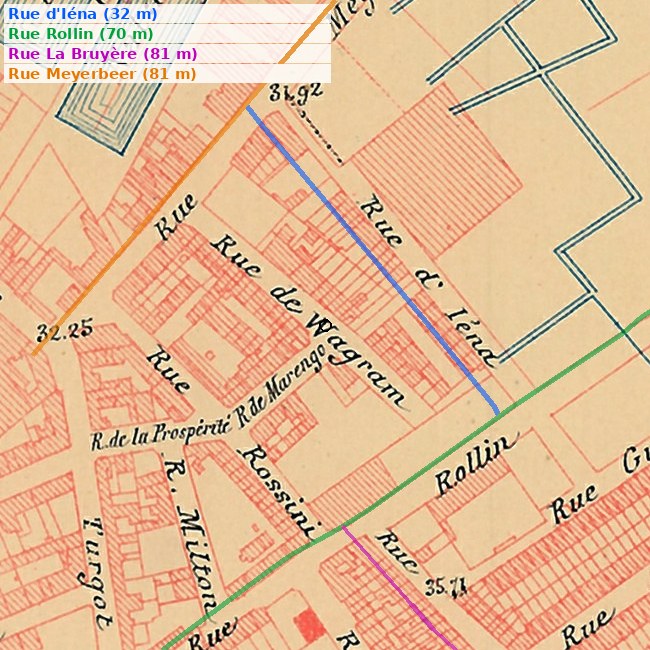 Rue d'Iéna (32 m)
Rue Rollin (70 m)
Rue La Bruyère (81 m)
Rue Meyerbeer (81 m)
Mey
31.92
Rue
Rue d' Iéna
Rue de Wagram
32.25
Rue
R. de Marengo
R. de la Prospérité
Rossini
Rollin
R. Milton
Turgot
Rue Gu
Rue
35.71
Rue
Rue
R